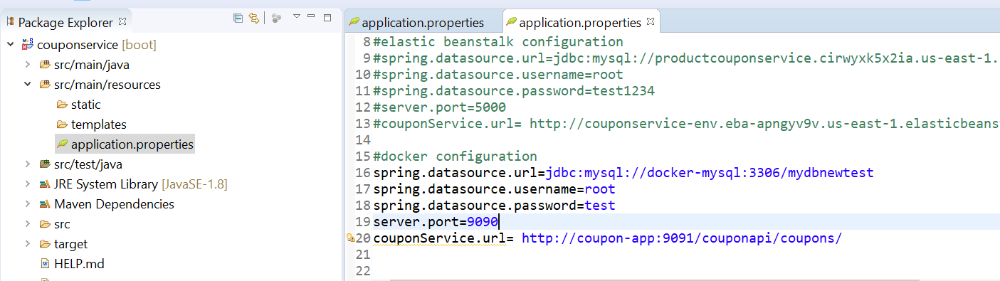 Package Explorer
couponservice [boot]
src/main/java
src/main/resources
static
templates
application.properties
src/test/java
JRE System Library [JavaSE-1.8]
Maven Dependencies
src
target
HELP.md
application.properties
application.properties
8 #elastic beanstalk configuration
9 #spring.datasource.url=jdbc:mysql://productcouponservice.cirwyxk5x2ia.us-east-1.
10 #spring.datasource.username=root
11 #spring.datasource.password=test1234
12 #server.port=5000
13 #couponService.url= http://couponservice-env.eba-apngyv9v.us-east-1.elasticbeanst
14
15 #docker configuration
16 spring.datasource.url=jdbc:mysql://docker-mysql:3306/mydbnewtest
17 spring.datasource.username=root
18 spring.datasource.password=test
19 server.port=9090
20 couponService.url= http://coupon-app:9091/couponapi/coupons/
21
22